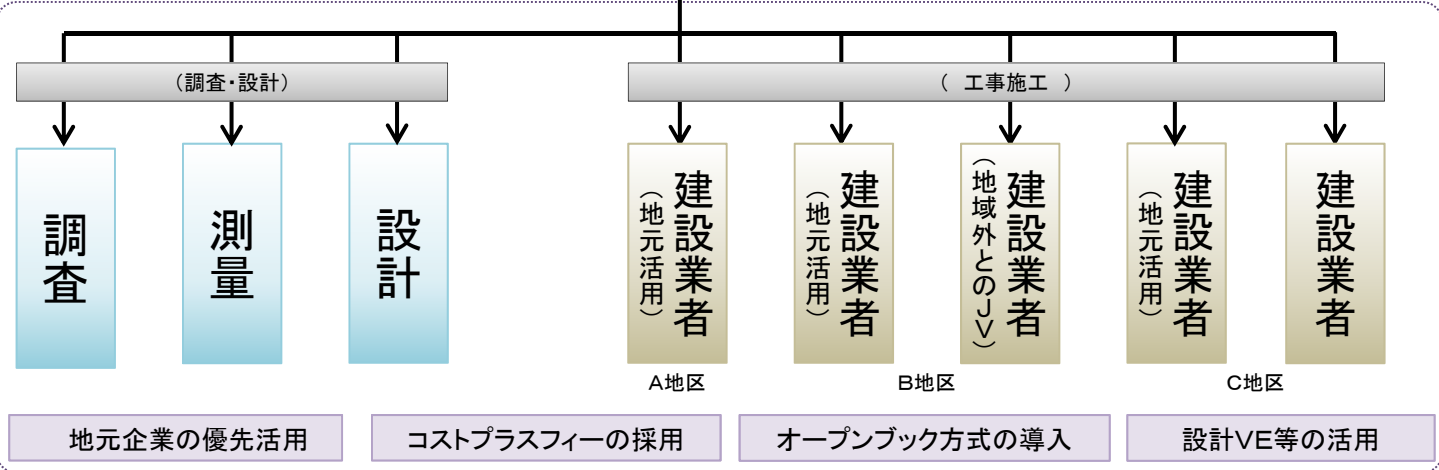 (調査・設計)
( 工事施工 )
調査
測量
設計
建設業者
(地元活用)
建設業者
(地元活用)
建設業者
(地域外とのJV)
建設業者
(地元活用)
建設業者
A地区
B地区
C地区
地元企業の優先活用
コストプラスフィーの採用
オープンブック方式の導入
設計VE等の活用